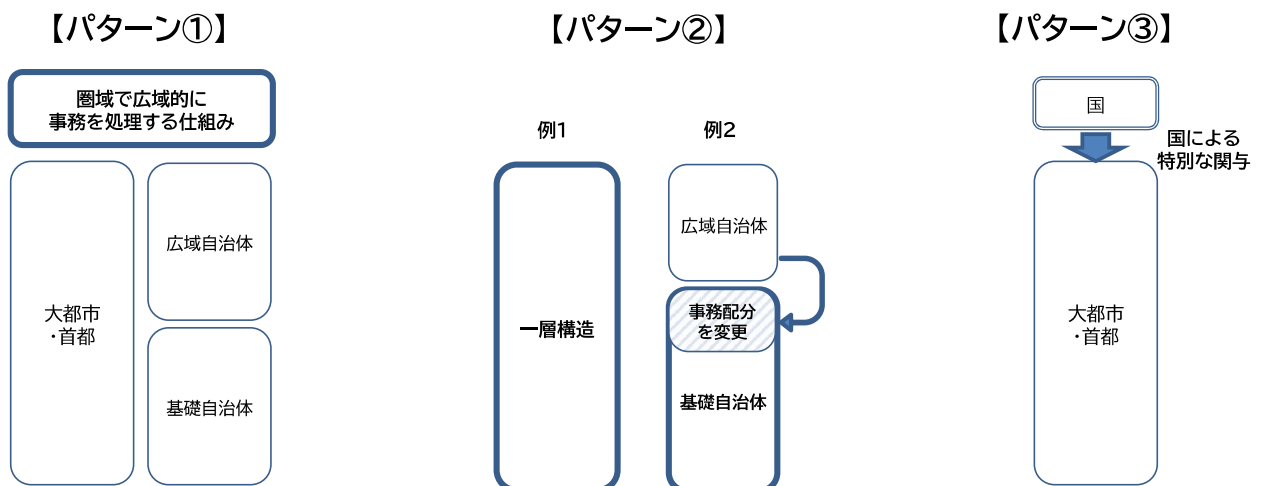 【パターン①】
圏域で広域的に
事務を処理する仕組み
大都市
・首都
広域自治体
基礎自治体
【パターン②】
例1
一層構造
例2
広域自治体
事務配分
を変更
基礎自治体
【パターン③】
国
国による
特別な関与
大都市
・首都